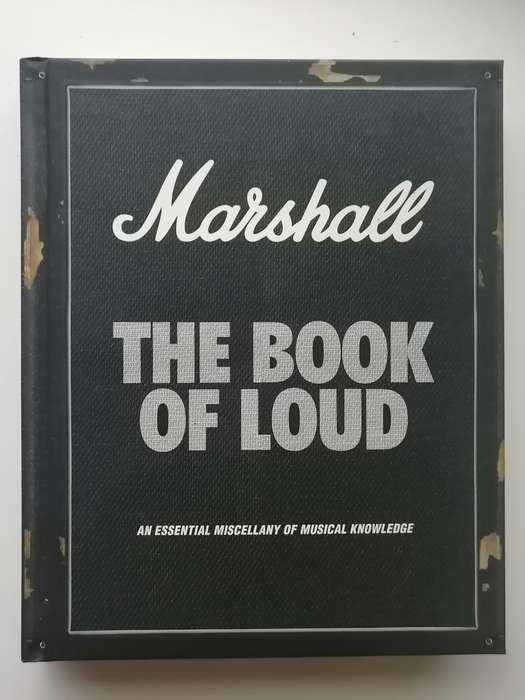 Marshall
THE BOOK
OF LOUD
AN ESSENTIAL MISCELLANY OF MUSICAL KNOWLEDGE